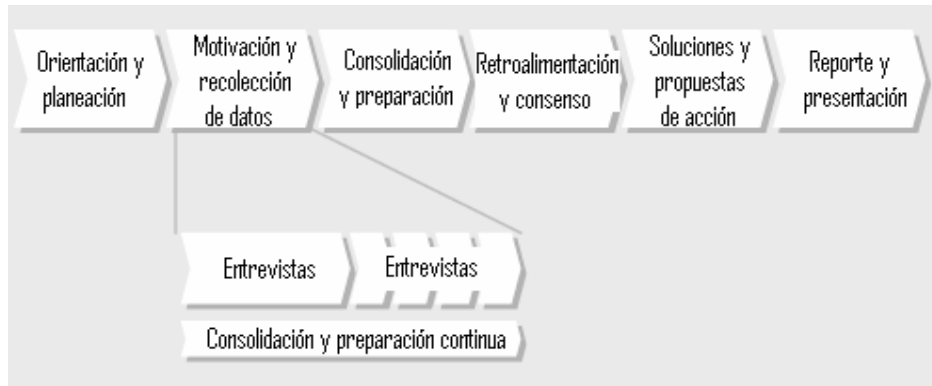 Orientación y
planeación
Motivación y
recolección
de datos
Consolidación
y preparación
Retroalimentación
y consenso
Soluciones y
propuestas
de acción
Reporte y
presentación
Entrevistas
Entrevistas
Consolidación y preparación continua